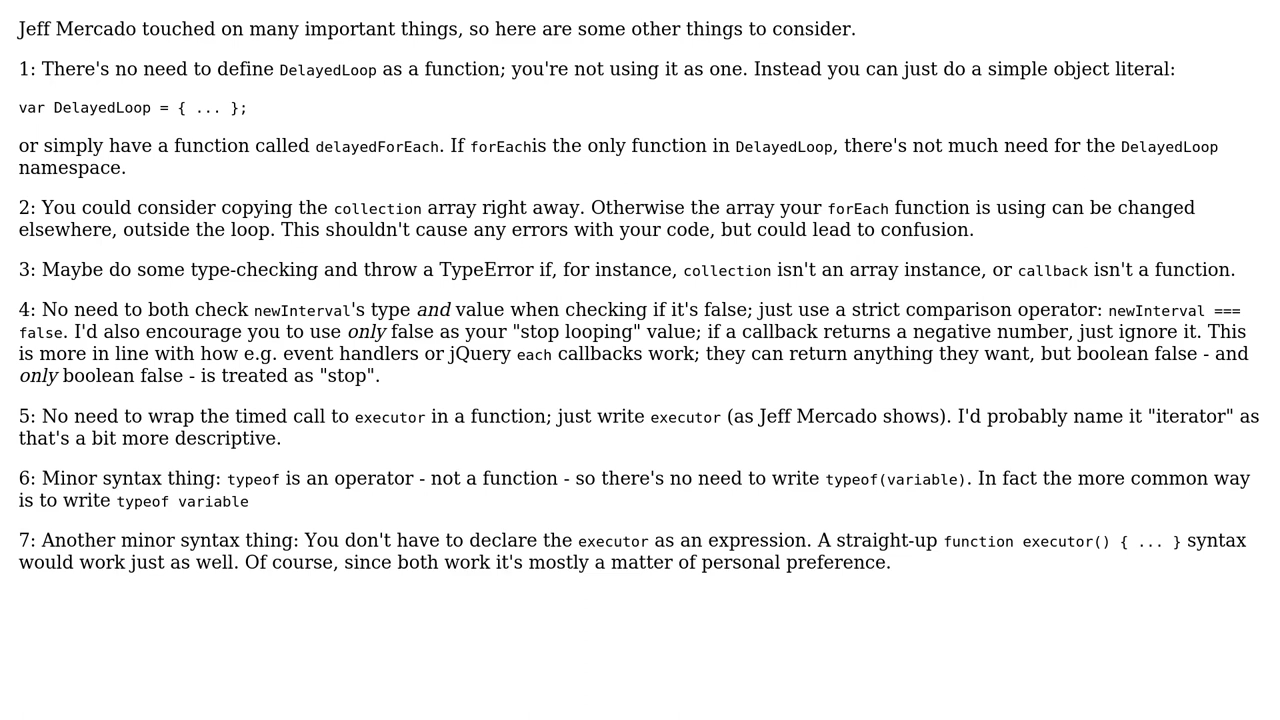 Jeff Mercado touched on many important things, so here are some other things to consider.
1: There's no need to define DelayedLoop as a function; you're not using it as one. Instead you can just do a simple object literal:
var DelayedLoop = { ... };
or simply have a function called delayedForEach. If forEachis the only function in DelayedLoop, there's not much need for the DelayedLoop
namespace.
2: You could consider copying the collection array right away. Otherwise the array your forEach function is using can be changed
elsewhere, outside the loop. This shouldn't cause any errors with your code, but could lead to confusion.
3: Maybe do some type-checking and throw a TypeError if, for instance, collection isn't an array instance, or callback isn't a function.
4: No need to both check newInterval's type and value when checking if it's false; just use a strict comparison operator: newInterval ===
false. I'd also encourage you to use only false as your "stop looping" value; if a callback returns a negative number, just ignore it. This
is more in line with how e.g. event handlers or jQuery each callbacks work; they can return anything they want, but boolean false - and
only boolean false - is treated as "stop".
5: No need to wrap the timed call to executor in a function; just write executor (as Jeff Mercado shows). I'd probably name it "iterator" as
that's a bit more descriptive.
6: Minor syntax thing: typeof is an operator - not a function - so there's no need to write typeof(variable). In fact the more common way
is to write typeof variable
7: Another minor syntax thing: You don't have to declare the executor as an expression. A straight-up function executor() { ... } syntax
would work just as well. Of course, since both work it's mostly a matter of personal preference.